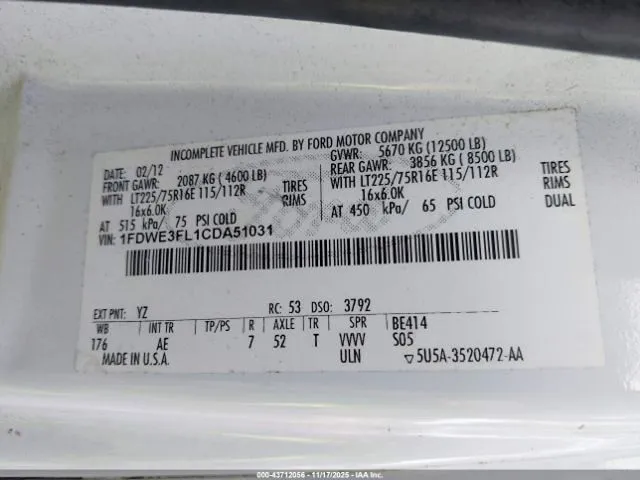 INCOMPLETE VEHICLE MFD. BY FORD MOTOR COMPANY
DATE: 02/12 GVWR: 5670 KG (12500 LB)
FRONT GAWR: 2087 KG ( 4600 LB) REAR GAWR: 3856 KG ( 8500 LB)
WITH LT225/75R16E 115/112R TIRES WITH LT225/75R16E 115/112R TIRES
16x6.0K RIMS 16x6.0K RIMS
AT 515 kPa/ 75 PSI COLD AT 450 kPa/ 65 PSI COLD DUAL
VIN: 1FDWE3FL1CDA51031
EXT PNT: YZ RC: 53 DSO: 3792
WB INT TR TP/PS R AXLE TR SPR BE414
176 AE 7 52 T VVVV S05
MADE IN U.S.A. ULN ▽5U5A-3520472-AA
000-43712056 - 11/17/2025 - IAAI.COM